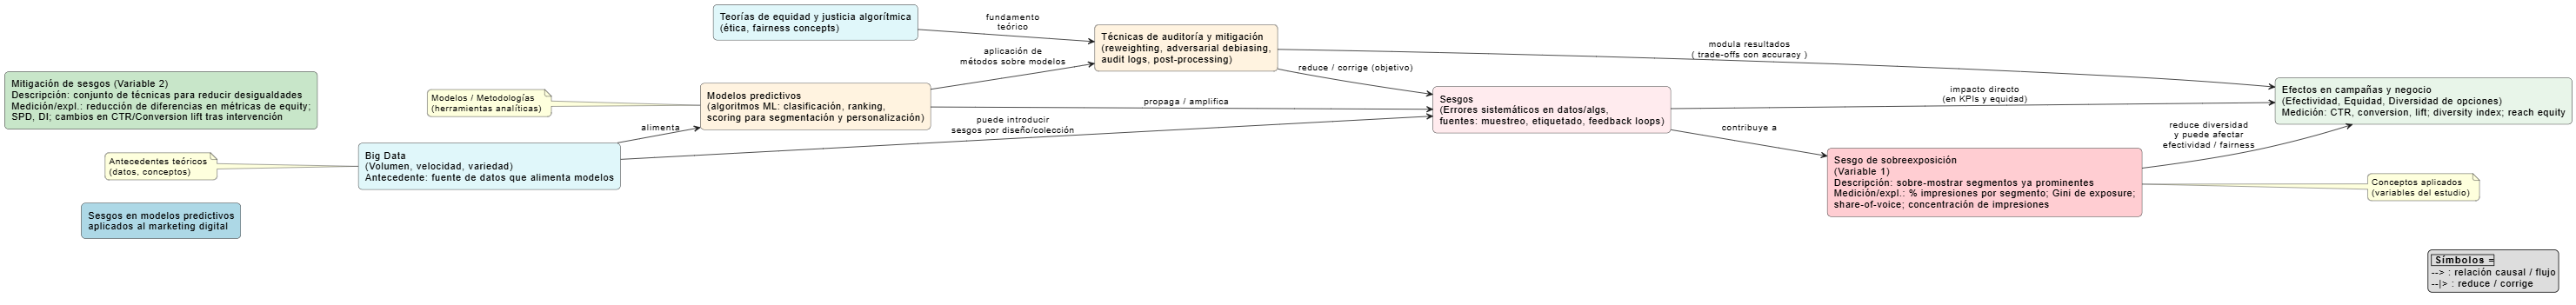 Teorías de equidad y justicia algorítmica
(ética, fairness concepts)
fundamento
teórico
Técnicas de auditoría y mitigación
(reweighting, adversarial debiasing,
audit logs, post-processing)
aplicación de
métodos sobre modelos
modula resultados
( trade-offs con accuracy )
reduce / corrige (objetivo)
Mitigación de sesgos (Variable 2)
Descripción: conjunto de técnicas para reducir desigualdades
Medición/expl.: reducción de diferencias en métricas de equity;
SPD, DI; cambios en CTR/Conversion lift tras intervención
Modelos / Metodologías
(herramientas analíticas)
Modelos predictivos
(algoritmos ML: clasificación, ranking,
scoring para segmentación y personalización)
propaga / amplifica
Sesgos
(Errores sistemáticos en datos/algs,
fuentes: muestreo, etiquetado, feedback loops)
impacto directo
(en KPIs y equidad)
Efectos en campañas y negocio
(Efectividad, Equidad, Diversidad de opciones)
Medición: CTR, conversion, lift; diversity index; reach equity
alimenta
puede introducir
sesgos por diseño/colección
contribuye a
reduce diversidad
y puede afectar
efectividad / fairness
Antecedentes teóricos
(datos, conceptos)
Big Data
(Volumen, velocidad, variedad)
Antecedente: fuente de datos que alimenta modelos
Sesgo de sobreexposición
(Variable 1)
Descripción: sobre-mostrar segmentos ya prominentes
Medición/expl.: % impresiones por segmento; Gini de exposure;
share-of-voice; concentración de impresiones
Conceptos aplicados
(variables del estudio)
Sesgos en modelos predictivos
aplicados al marketing digital
Símbolos =
--> : relación causal / flujo
--|> : reduce / corrige